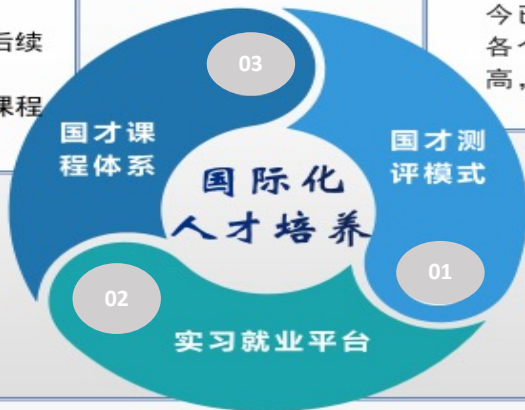 后续
课程
今
各
高，
03
国才课
程体系
国才测
评模式
国际化
人才培养
01
02
实习就业平台